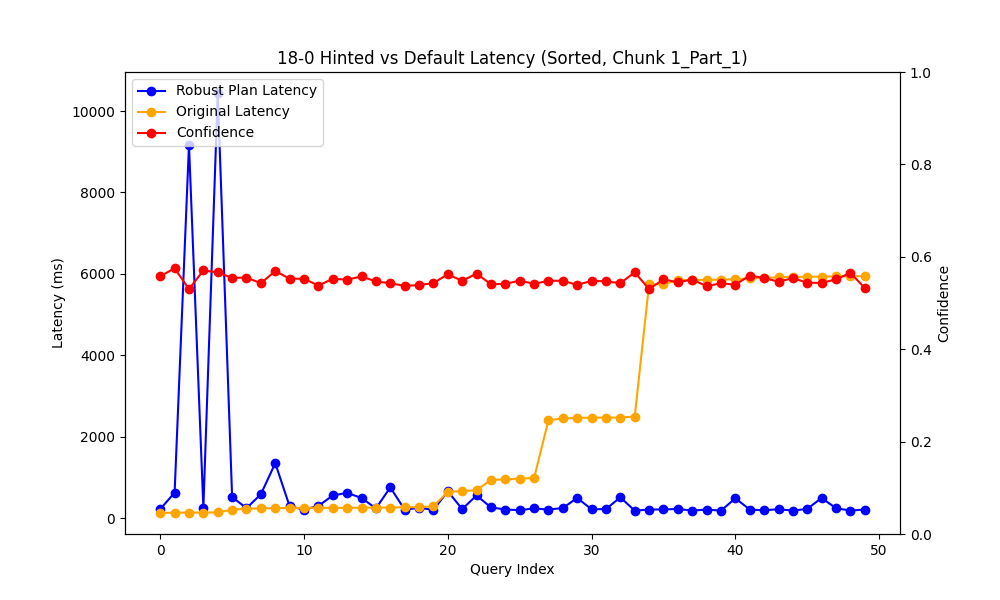 18-0 Hinted vs Default Latency (Sorted, Chunk 1_Part_1)
Robust Plan Latency
Original Latency
Confidence
Latency (ms)
10000
8000
6000
4000
2000
0
1.0
0.8
0.6
0.4
0.2
0.0
Confidence
0
10
20
30
40
50
Query Index